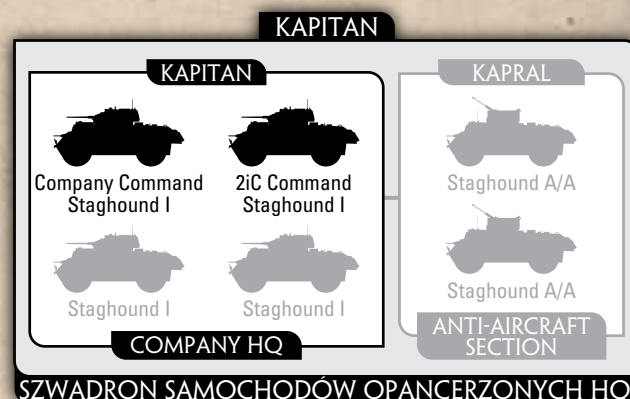 KAPITAN
KAPITAN
Company Command
Staghound I
2iC Command
Staghound I
Staghound I
Staghound I
COMPANY HQ
KAPRAL
Staghound A/A
Staghound A/A
ANTI-AIRCRAFT
SECTION
SZWADRON SAMOCHODÓW OPANCERZONYCH HQ